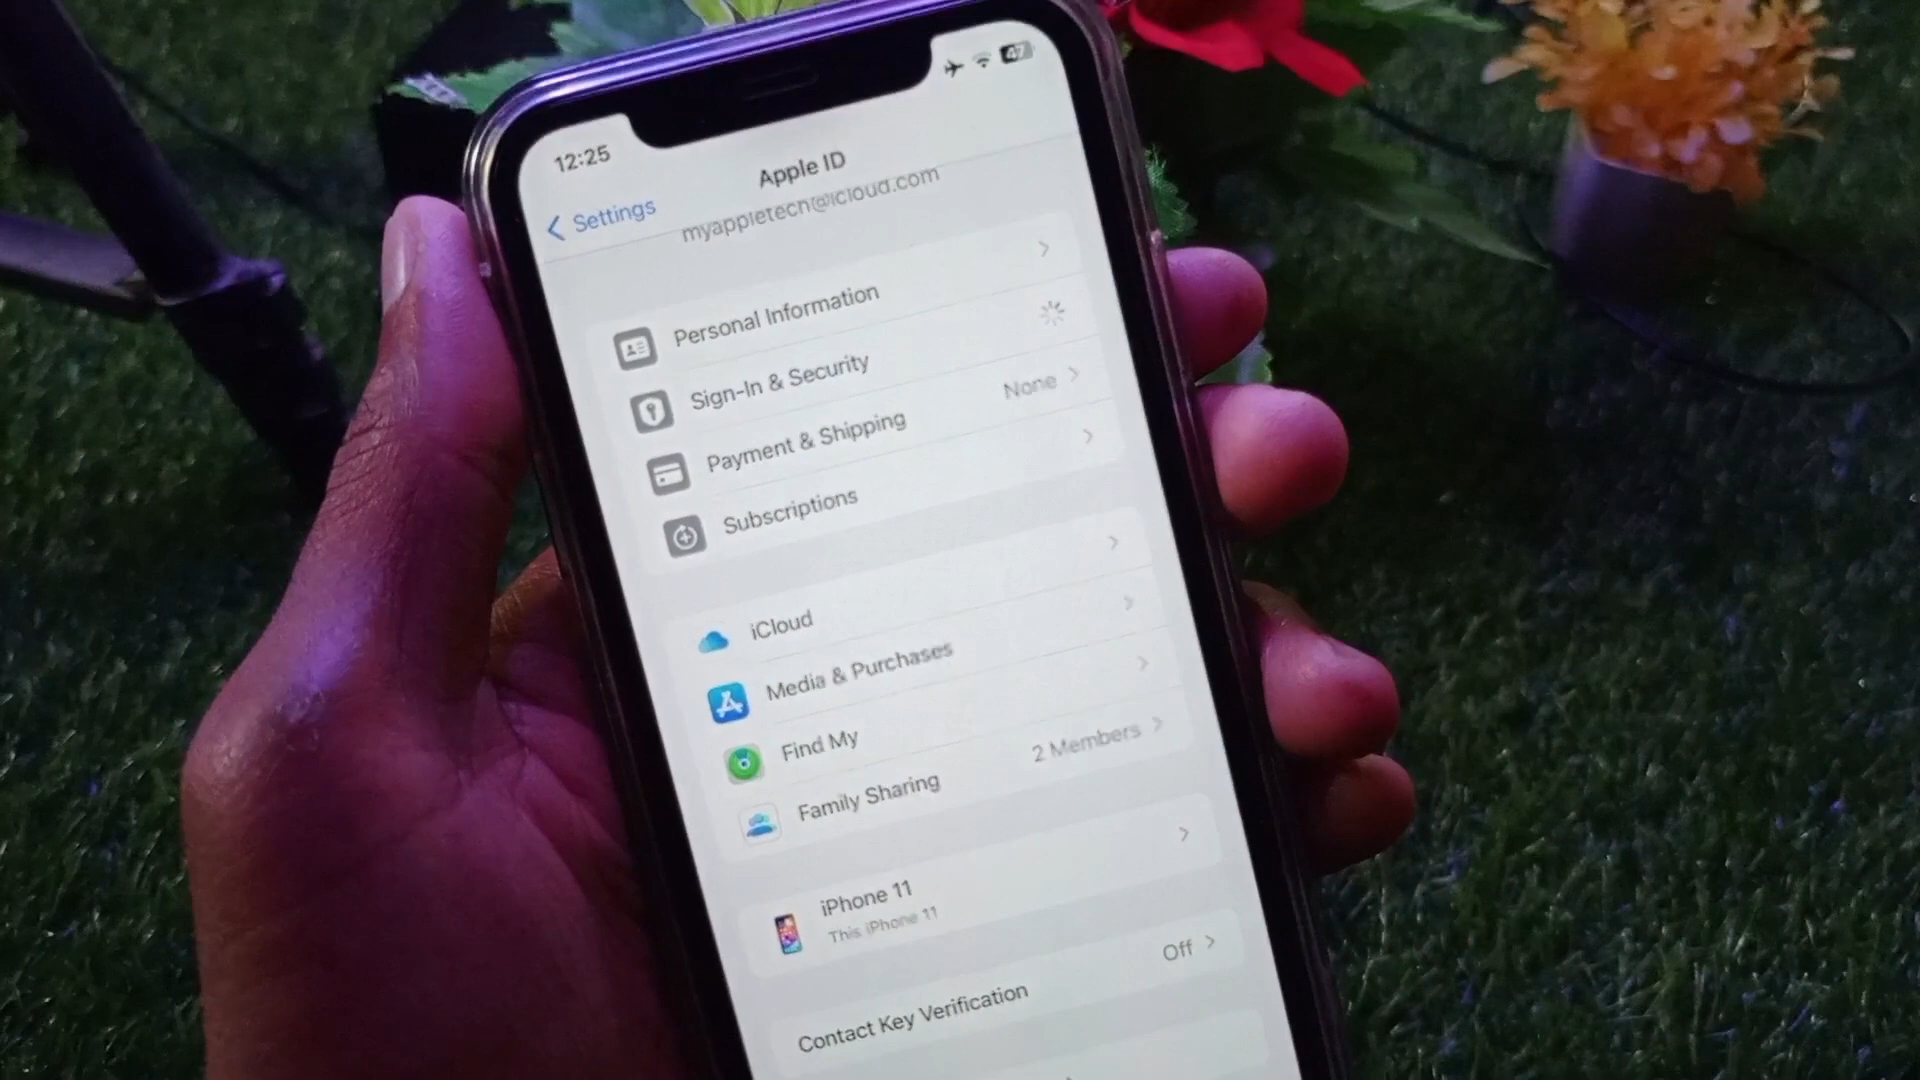 47
12:25
Apple ID
Settings
myappletech@icloud.com
Personal Information
Sign-In & Security
Payment & Shipping None
Subscriptions
iCloud
Media & Purchases
Find My
Family Sharing 2 Members
iPhone 11
This iPhone 11
Contact Key Verification Off